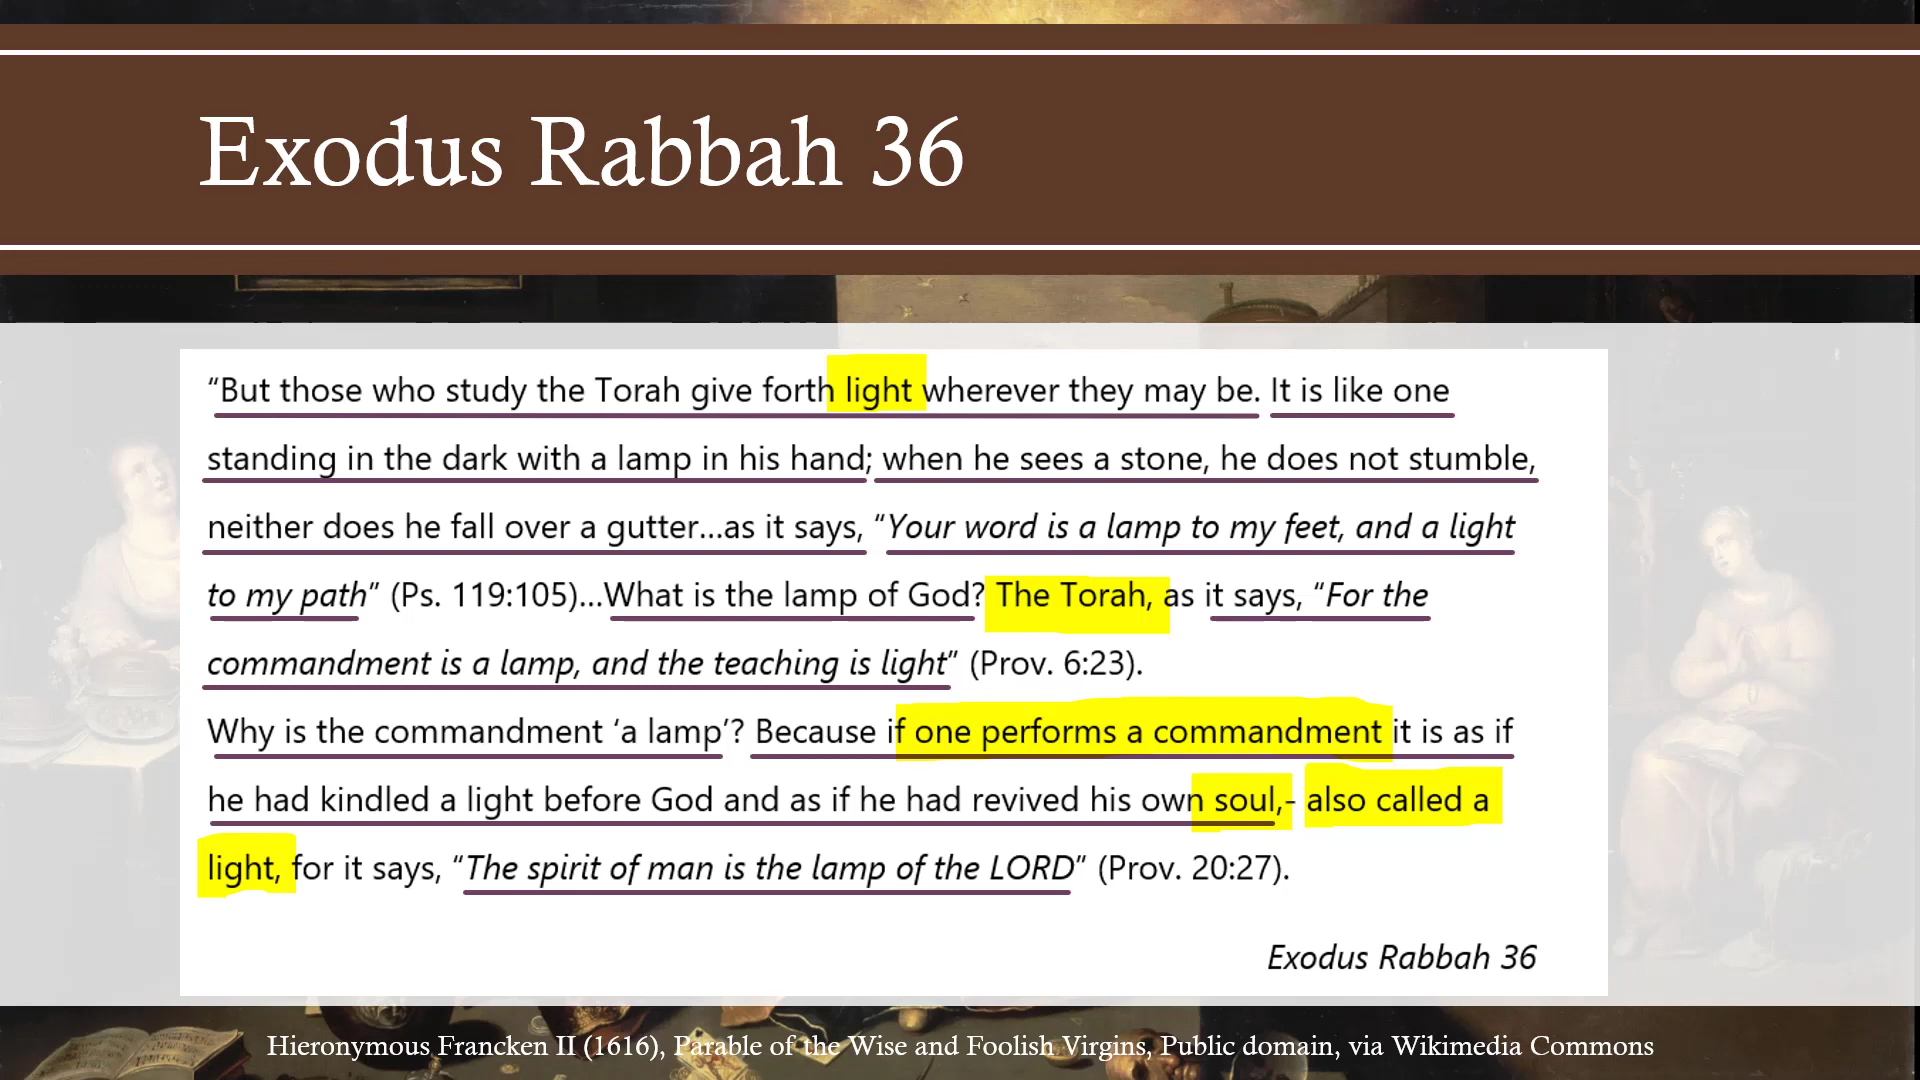 Exodus Rabbah 36
“But those who study the Torah give forth light wherever they may be. It is like one
standing in the dark with a lamp in his hand; when he sees a stone, he does not stumble,
neither does he fall over a gutter...as it says, “Your word is a lamp to my feet, and a light
to my path” (Ps. 119:105)...What is the lamp of God? The Torah, as it says, “For the
commandment is a lamp, and the teaching is light” (Prov. 6:23).
Why is the commandment ‘a lamp’? Because if one performs a commandment it is as if
he had kindled a light before God and as if he had revived his own soul,- also called a
light, for it says, “The spirit of man is the lamp of the LORD” (Prov. 20:27).
Exodus Rabbah 36
Hieronymous Francken II (1616), Parable of the Wise and Foolish Virgins, Public domain, via Wikimedia Commons